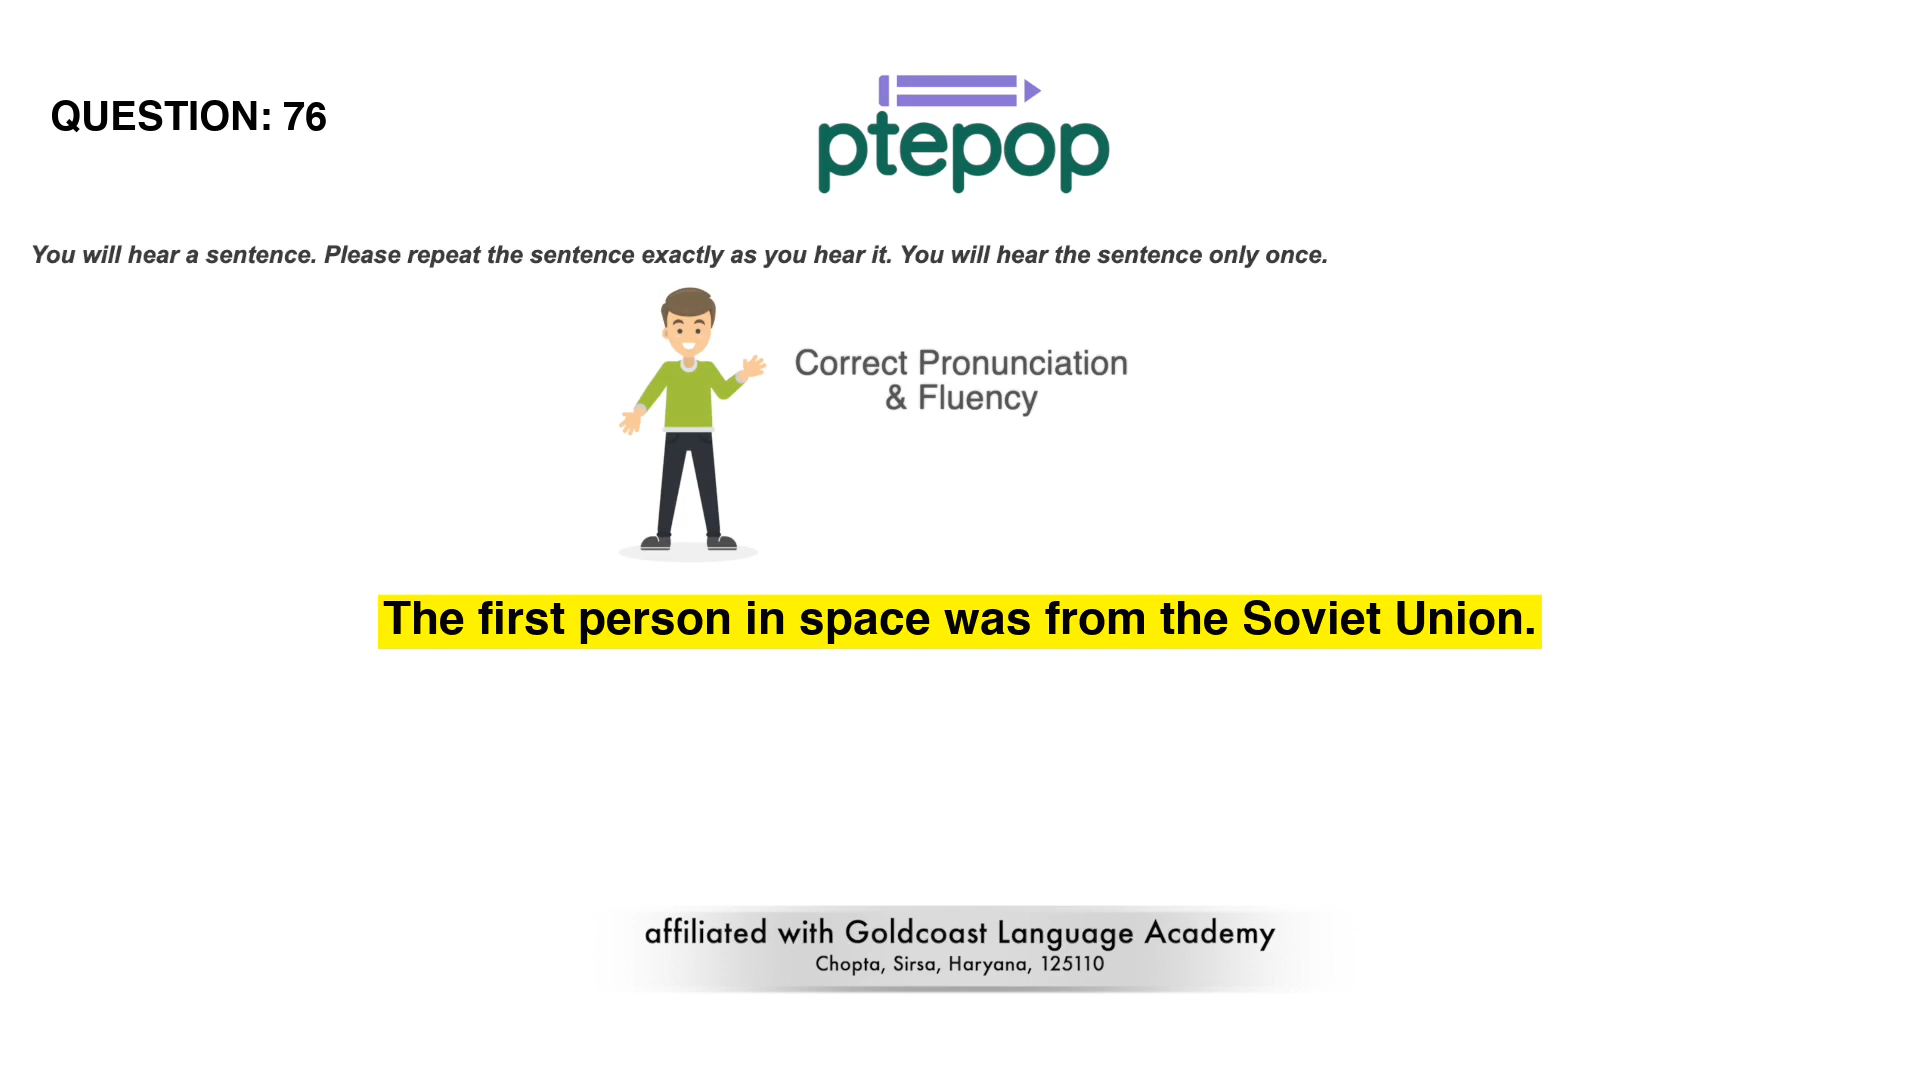 QUESTION: 76
ptepop
You will hear a sentence. Please repeat the sentence exactly as you hear it. You will hear the sentence only once.
Correct Pronunciation
& Fluency
The first person in space was from the Soviet Union.
affiliated with Goldcoast Language Academy
Chopta, Sirsa, Haryana, 125110